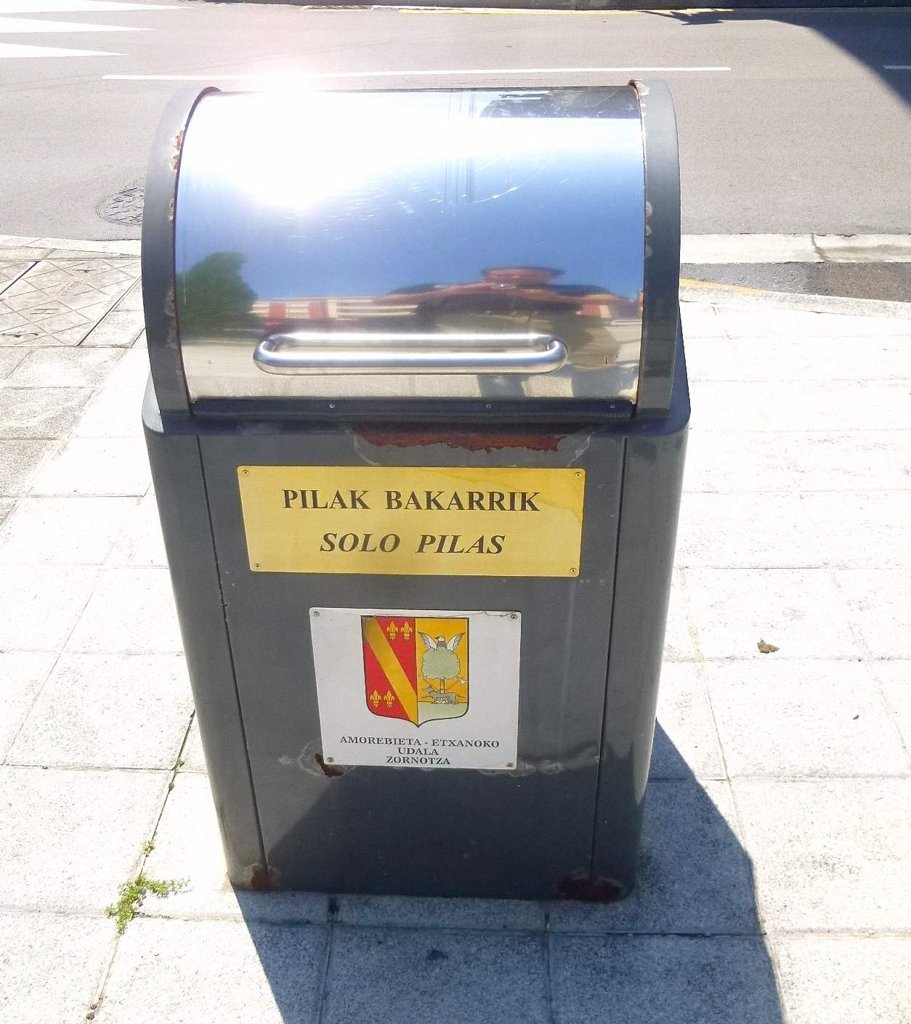 PILAK BAKARRIK
SOLO PILAS
AMOREBIETA - ETXANOKO
UDALA
ZORNOTZA